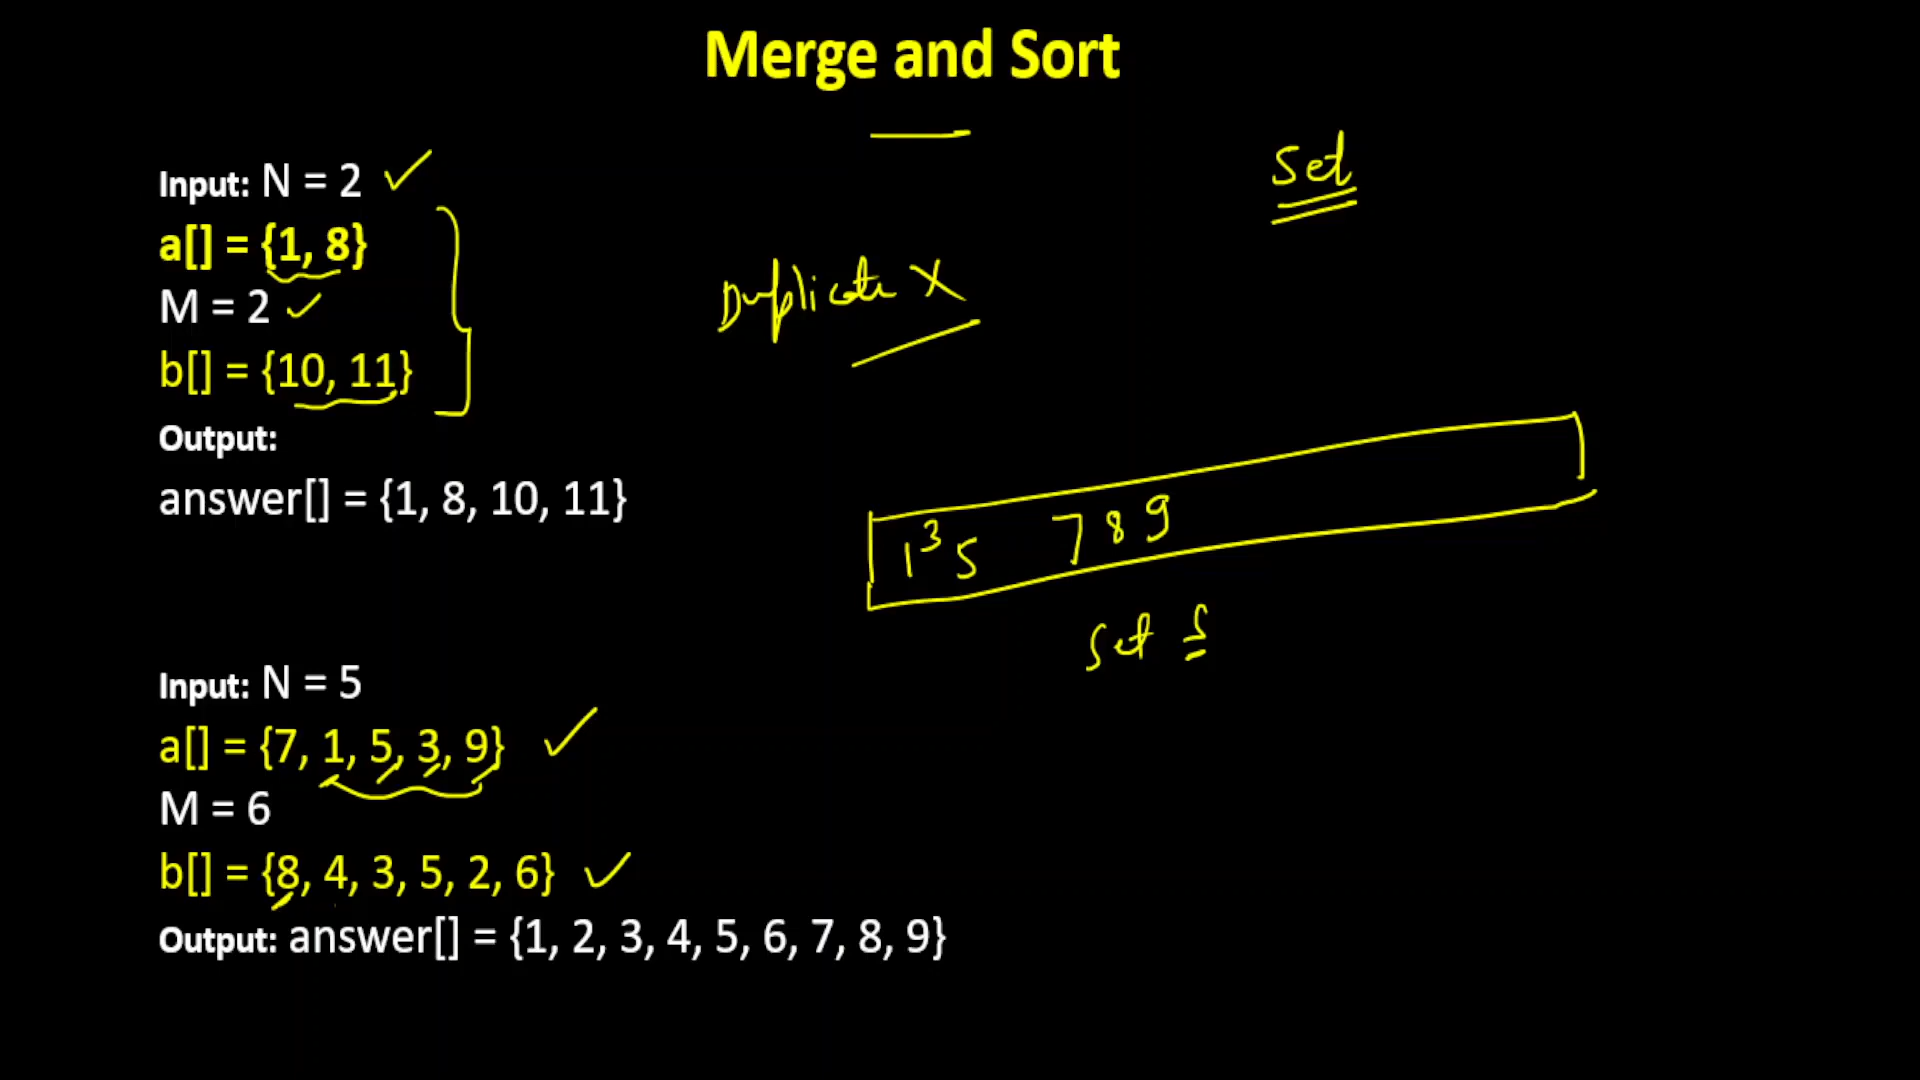 Merge and Sort
Input: N = 2
a[] = {1, 8}
M = 2
b[] = {10, 11}
Output:
answer[] = {1, 8, 10, 11}
Set
Duplicate X
1 3 5 7 8 9
Set S
Input: N = 5
a[] = {7, 1, 5, 3, 9}
M = 6
b[] = {8, 4, 3, 5, 2, 6}
Output: answer[] = {1, 2, 3, 4, 5, 6, 7, 8, 9}